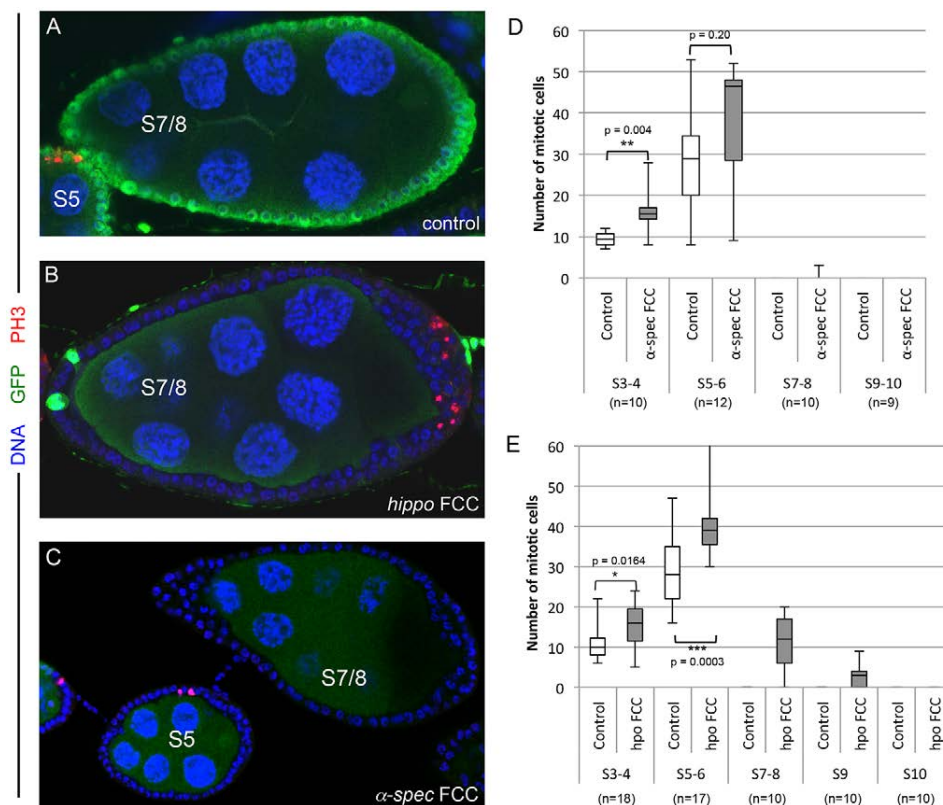 DNA GFP PH3
A
S7/8
S5
control
B
S7/8
hippo FCC
C
S7/8
S5
α-spec FCC
D
Number of mitotic cells
60
50
40
30
20
10
0
p = 0.004
**
p = 0.20
Control
α-spec FCC
Control
α-spec FCC
Control
α-spec FCC
Control
α-spec FCC
S3-4
S5-6
S7-8
S9-10
(n=10)
(n=12)
(n=10)
(n=9)
E
Number of mitotic cells
60
50
40
30
20
10
0
p = 0.0164
*
***
p = 0.0003
Control
hpo FCC
Control
hpo FCC
Control
hpo FCC
Control
hpo FCC
Control
hpo FCC
S3-4
S5-6
S7-8
S9
S10
(n=18)
(n=17)
(n=10)
(n=10)
(n=10)